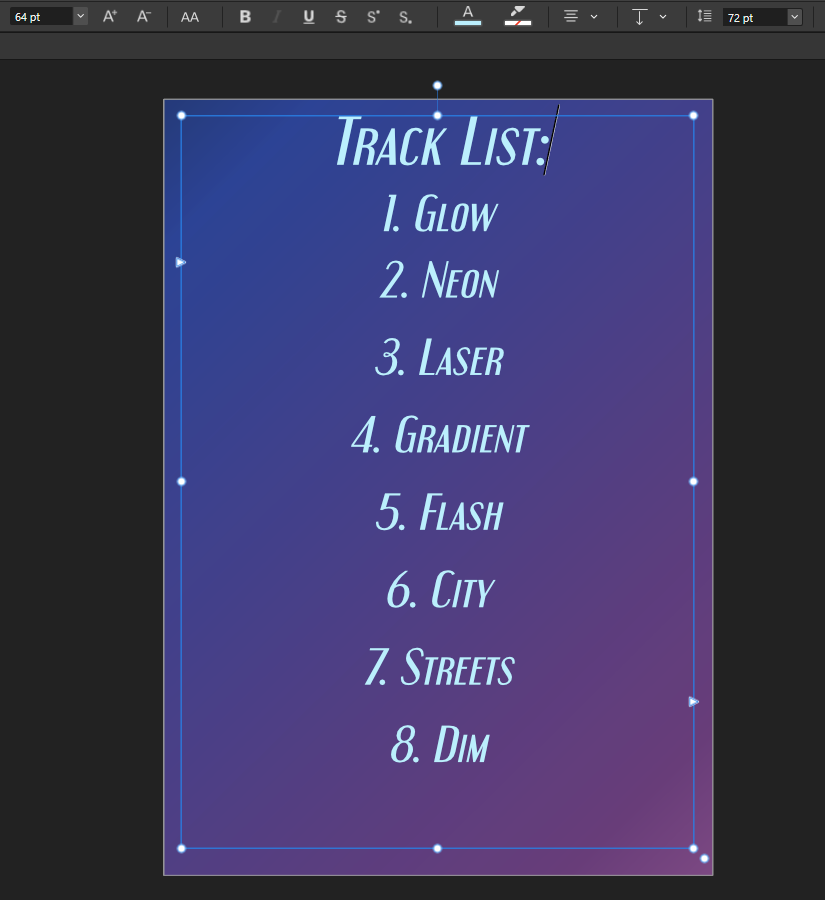 64 pt AA B I U S S S. A 72 pt
Track List:
1. Glow
2. Neon
3. Laser
4. Gradient
5. Flash
6. City
7. Streets
8. Dim